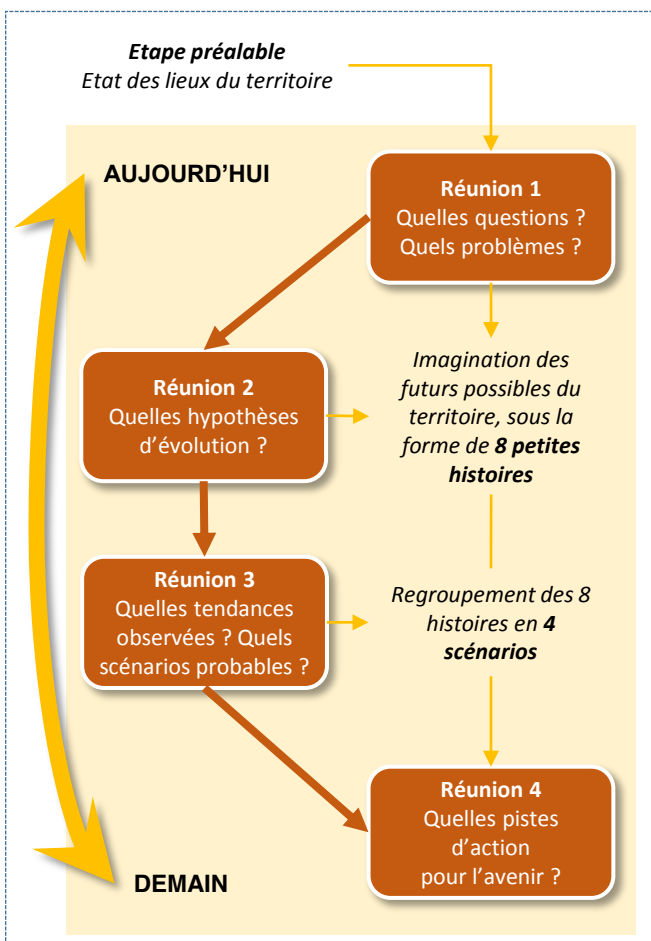 Etape préalable
Etat des lieux du territoire
AUJOURD'HUI
Réunion 1
Quelles questions ?
Quels problèmes ?
Réunion 2
Quelles hypothèses
d'évolution ?
Imagination des
futurs possibles du
territoire, sous la
forme de 8 petites
histoires
Réunion 3
Quelles tendances
observées ? Quels
scénarios probables ?
Regroupement des 8
histoires en 4
scénarios
Réunion 4
Quelles pistes
d'action
pour l'avenir ?
DEMAIN